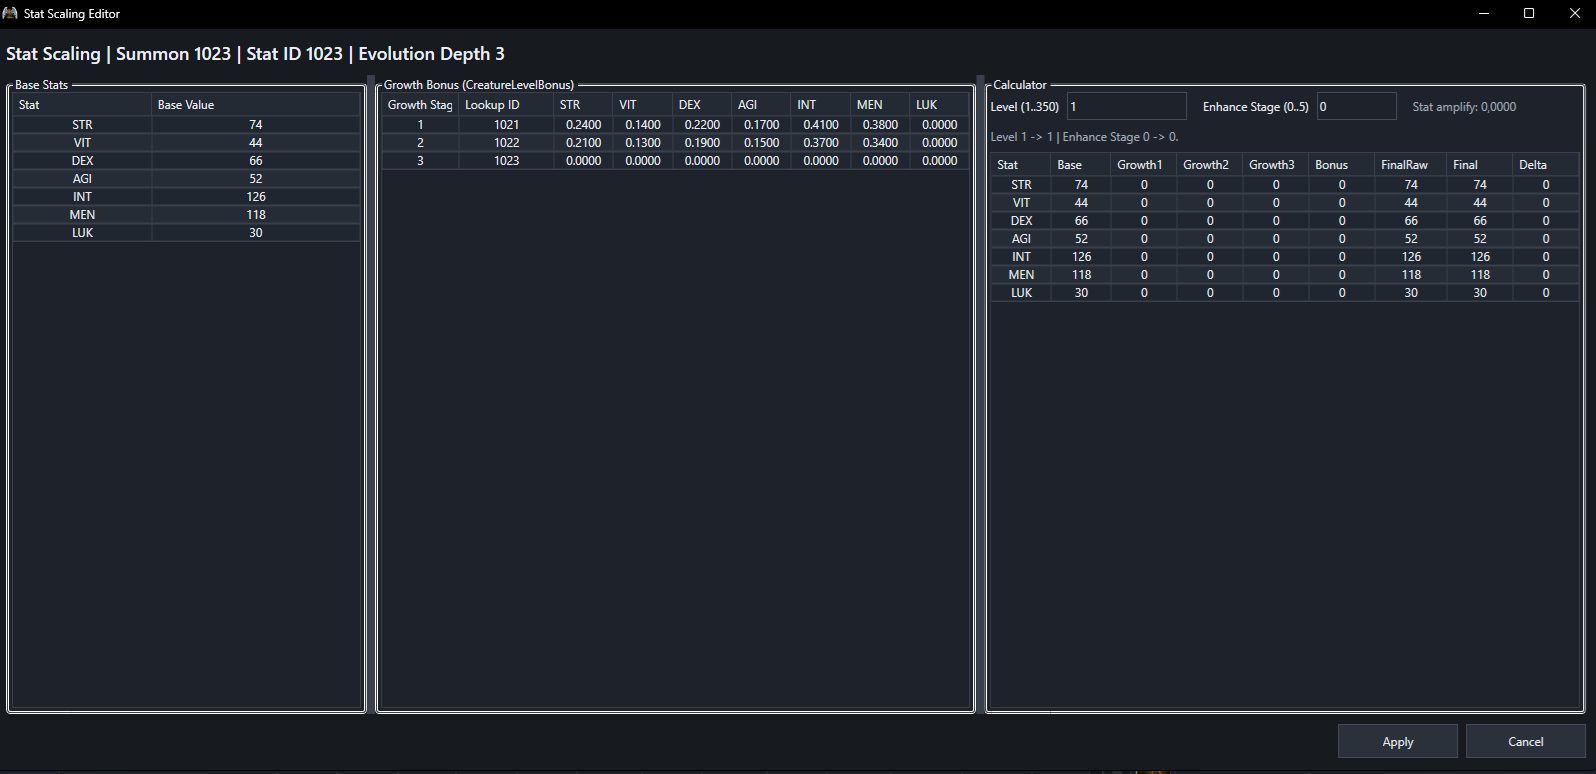 Stat Scaling Editor
Stat Scaling | Summon 1023 | Stat ID 1023 | Evolution Depth 3
Base Stats
Stat Base Value
STR 74
VIT 44
DEX 66
AGI 52
INT 126
MEN 118
LUK 30
Growth Bonus (CreatureLevelBonus)
Growth Stag Lookup ID STR VIT DEX AGI INT MEN LUK
1 1021 0.2400 0.1400 0.2200 0.1700 0.4100 0.3800 0.0000
2 1022 0.2100 0.1300 0.1900 0.1500 0.3700 0.3400 0.0000
3 1023 0.0000 0.0000 0.0000 0.0000 0.0000 0.0000 0.0000
Calculator
Level (1..350) 1 Enhance Stage (0..5) 0 Stat amplify: 0,0000
Level 1 -> 1 | Enhance Stage 0 -> 0.
Stat Base Growth1 Growth2 Growth3 Bonus FinalRaw Final Delta
STR 74 0 0 0 0 74 74 0
VIT 44 0 0 0 0 44 44 0
DEX 66 0 0 0 0 66 66 0
AGI 52 0 0 0 0 52 52 0
INT 126 0 0 0 0 126 126 0
MEN 118 0 0 0 0 118 118 0
LUK 30 0 0 0 0 30 30 0
Apply Cancel